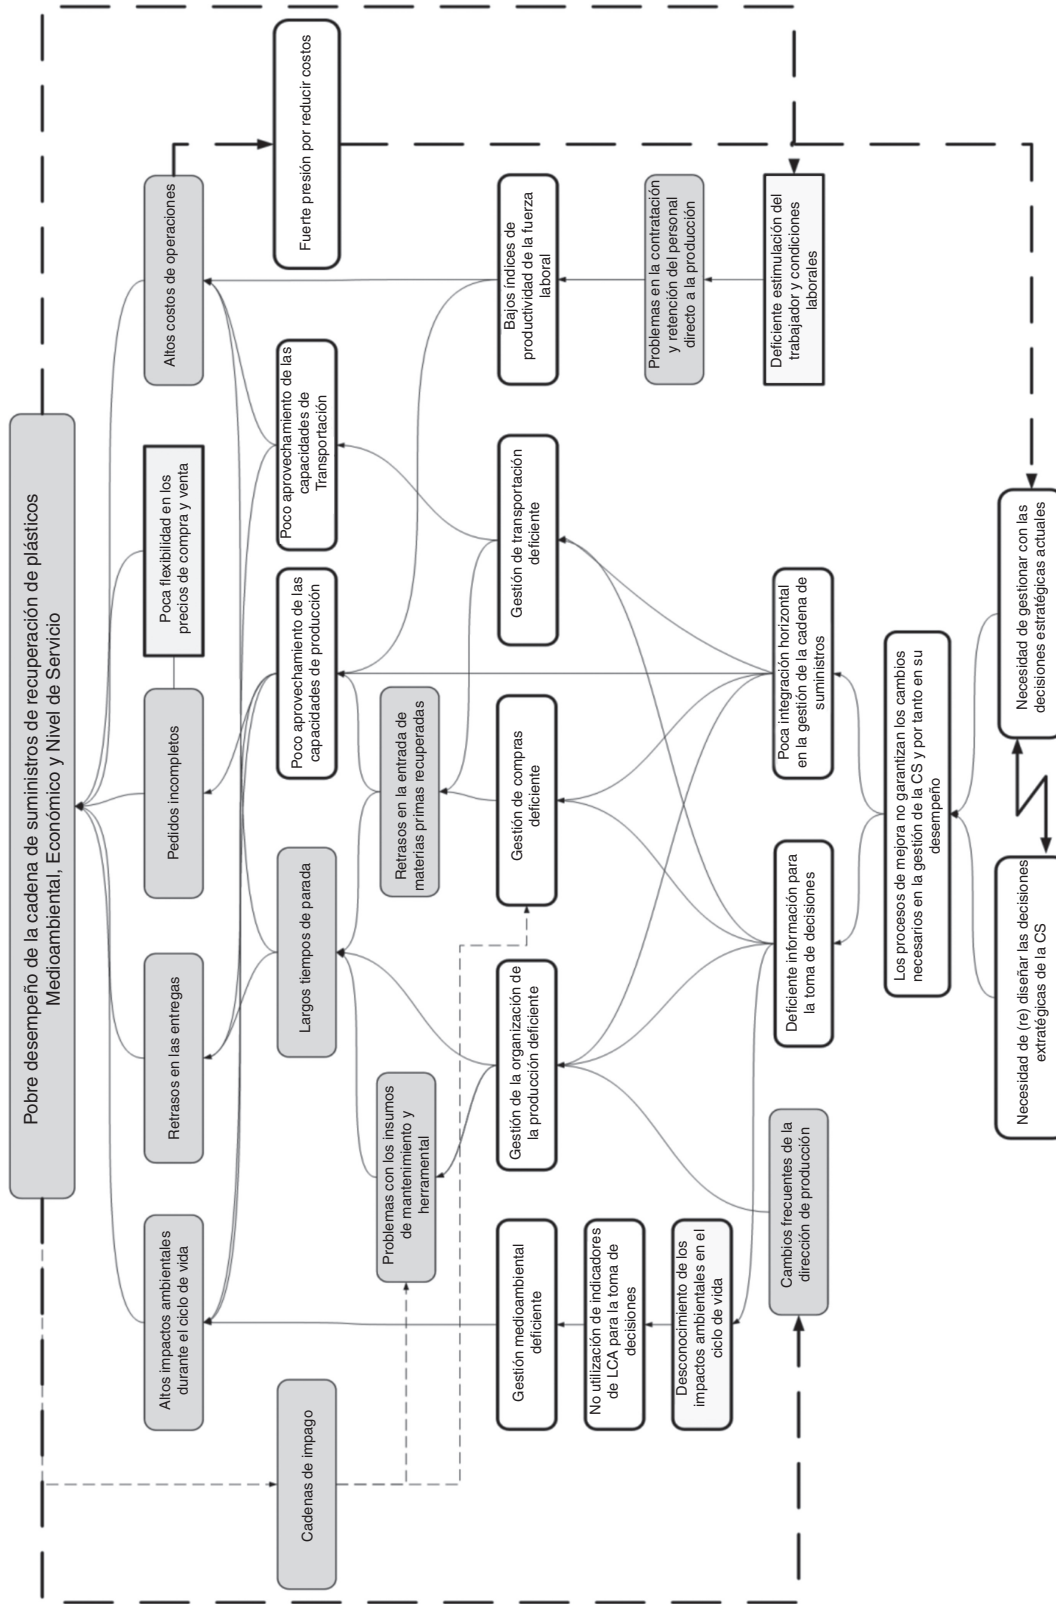 Pobre desempeño de la cadena de suministros de recuperación de plásticos
Medioambiental, Económico y Nivel de Servicio
Altos impactos ambientales
durante el ciclo de vida
Retrasos en las entregas
Pedidos incompletos
Poca flexibilidad en los
precios de compra y venta
Altos costos de operaciones
Cadenas de impago
Largos tiempos de parada
Poco aprovechamiento de las
capacidades de producción
Poco aprovechamiento de las
capacidades de
Transportación
Fuerte presión por reducir costos
Problemas con los insumos
de mantenimiento y
herramental
Retrasos en la entrada de
materias primas recuperadas
Gestión medioambiental
deficiente
Gestión de la organización de
la producción deficiente
Gestión de compras
deficiente
Gestión de transportación
deficiente
Bajos índices de
productividad de la fuerza
laboral
No utilización de indicadores
de LCA para la toma de
decisiones
Desconocimiento de los
impactos ambientales en el
ciclo de vida
Problemas en la contratación
y retención del personal
directo a la producción
Cambios frecuentes de la
dirección de producción
Deficiente información para
la toma de decisiones
Poca integración horizontal
en la gestión de la cadena de
suministros
Deficiente estimulación del
trabajador y condiciones
laborales
Los procesos de mejora no garantizan los cambios
necesarios en la gestión de la CS y por tanto en su
desempeño
Necesidad de (re) diseñar las decisiones
extratégicas de la CS
Necesidad de gestionar con las
decisiones estratégicas actuales